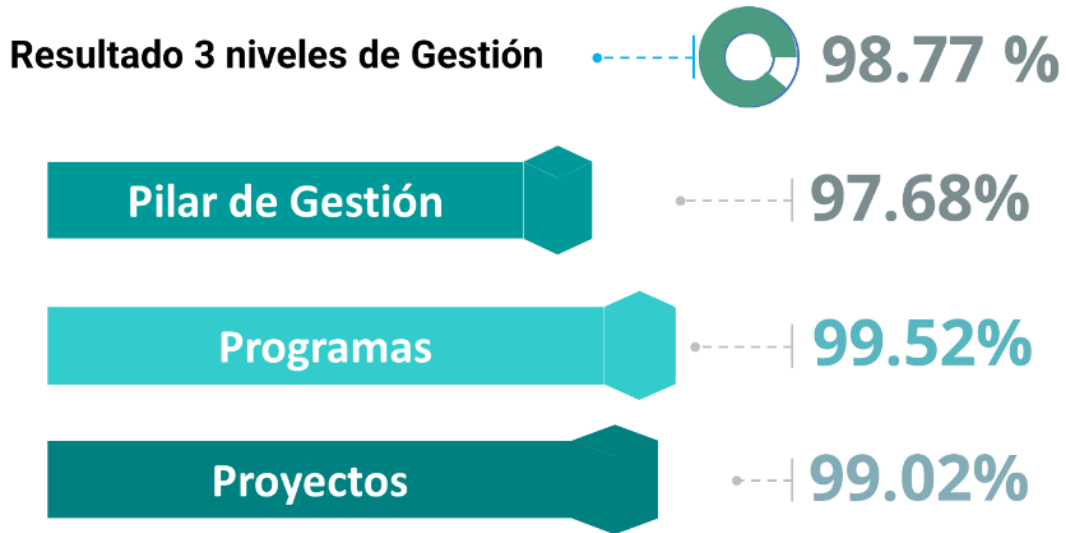 Resultado 3 niveles de Gestión 98.77 %
Pilar de Gestión 97.68%
Programas 99.52%
Proyectos 99.02%